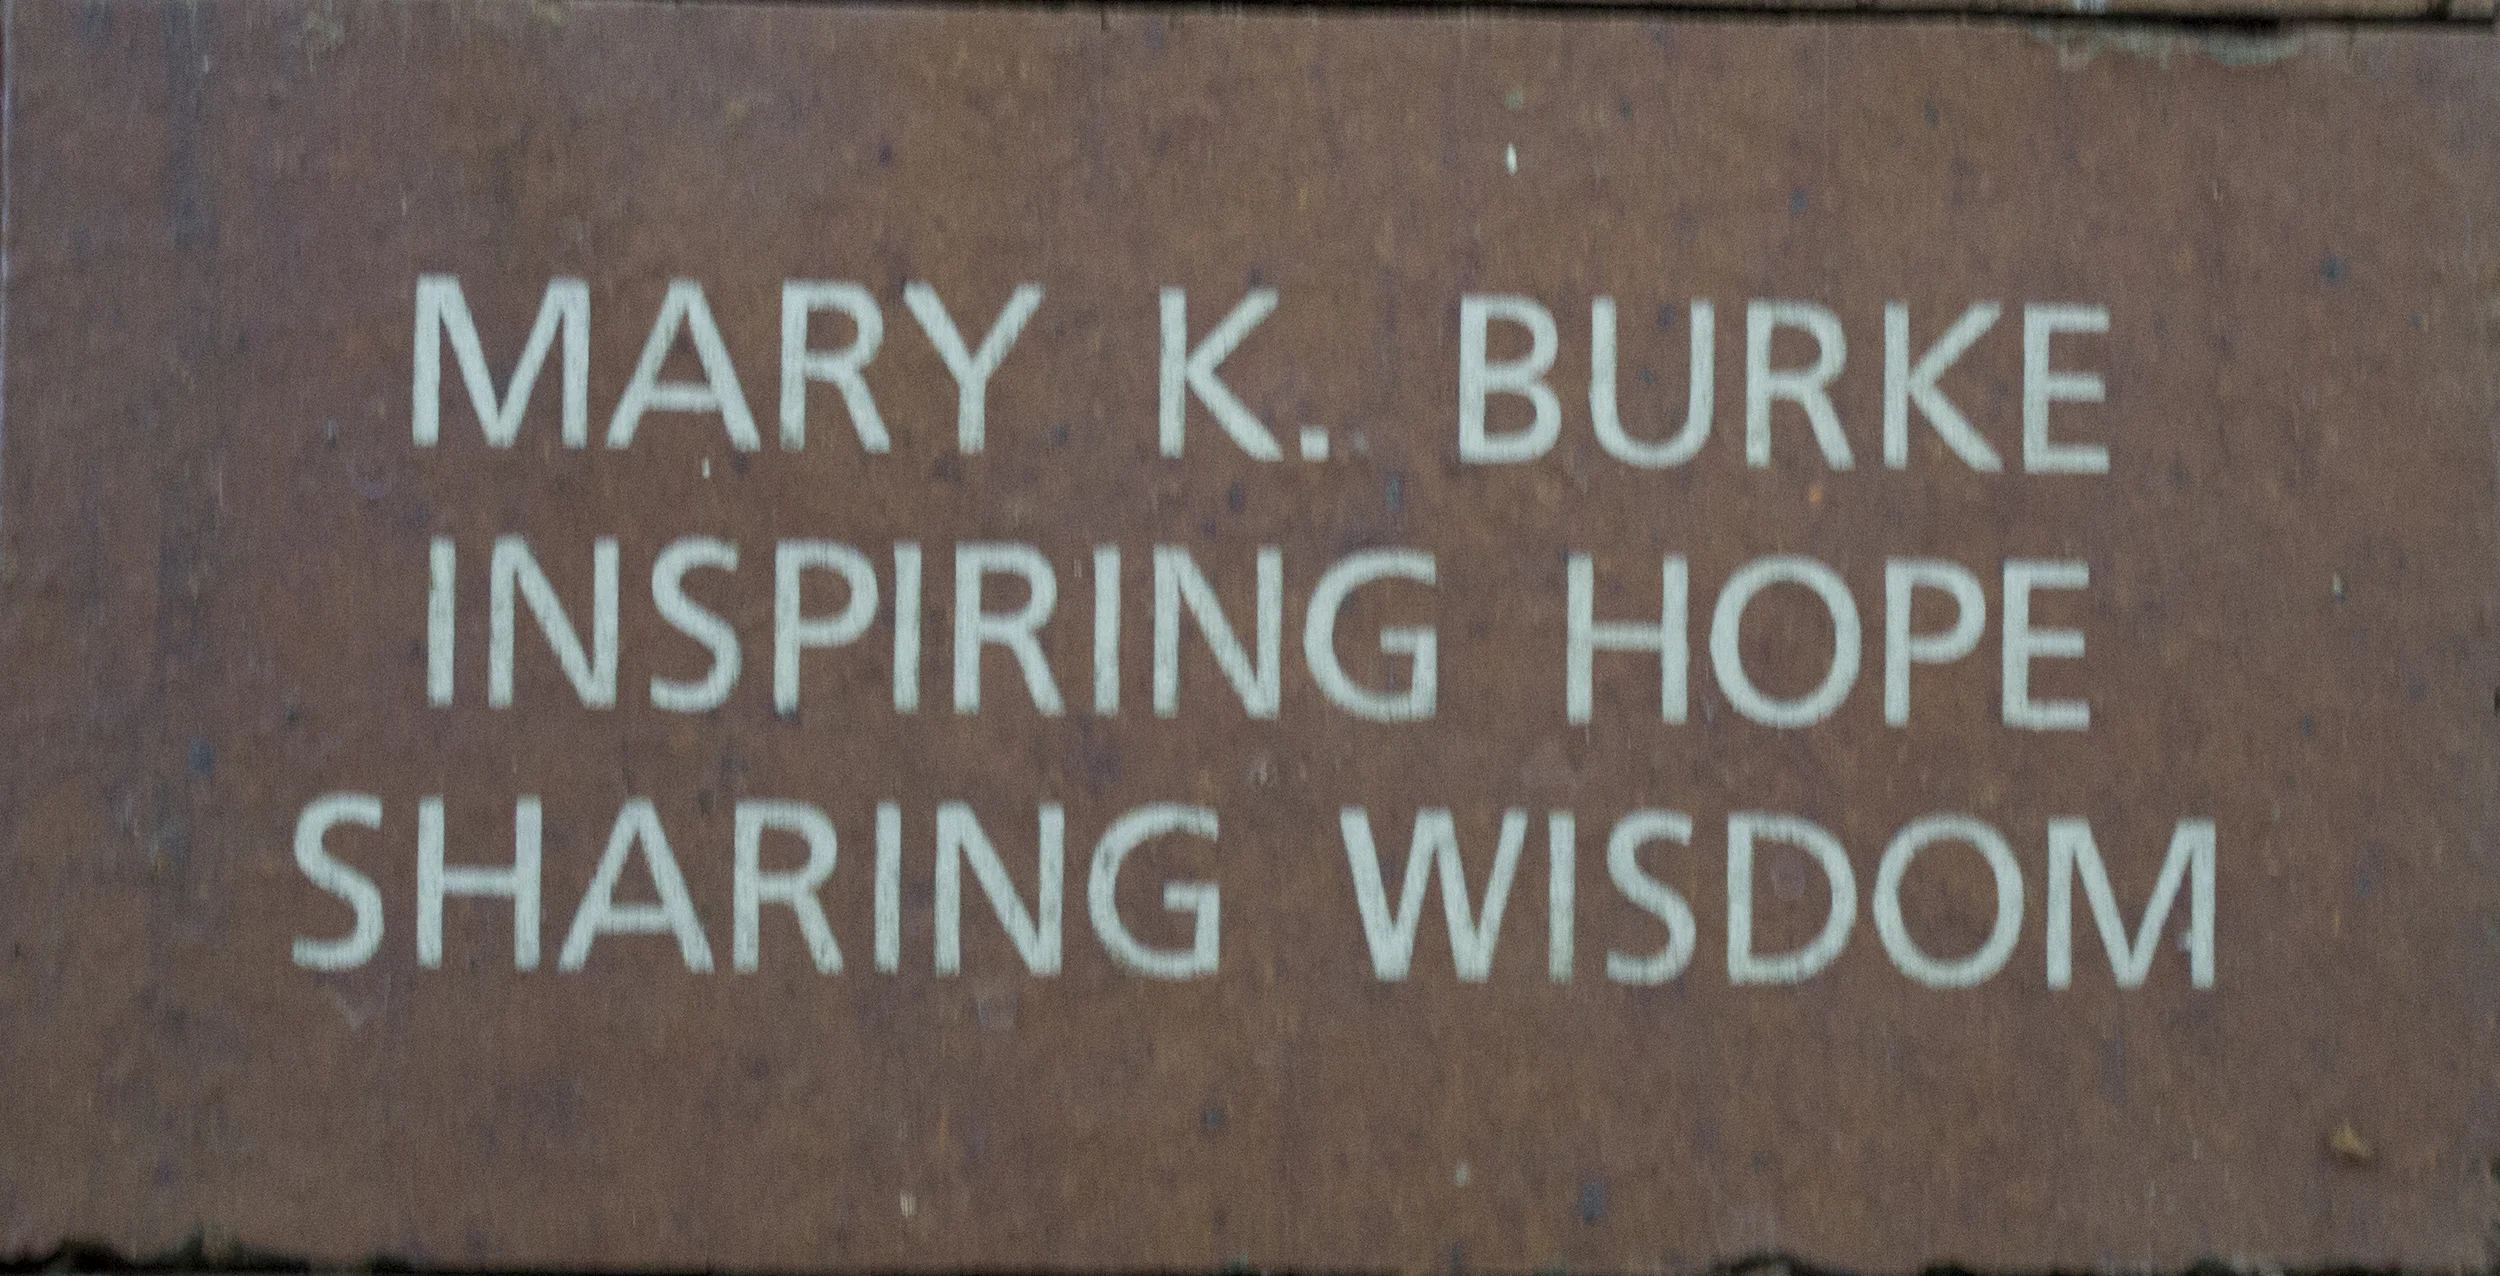 MARY K. BURKE
INSPIRING HOPE
SHARING WISDOM